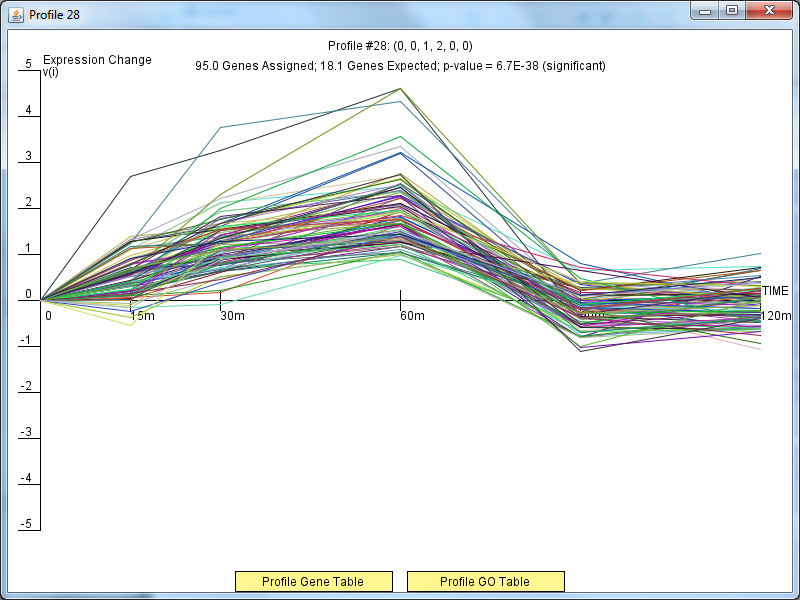 Profile 28
Profile #28: (0, 0, 1, 2, 0, 0)
95.0 Genes Assigned; 18.1 Genes Expected; p-value = 6.7E-38 (significant)
Expression Change
v(i)
5
4
3
2
1
0
-1
-2
-3
-4
-5
0
15m
30m
60m
120m
TIME
Profile Gene Table
Profile GO Table